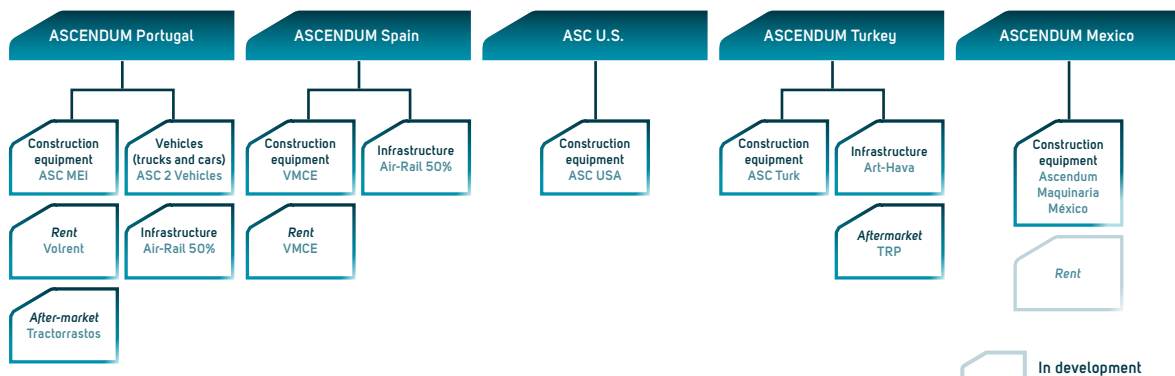 ASCENDUM Portugal
ASCENDUM Spain
ASC U.S.
ASCENDUM Turkey
ASCENDUM Mexico
Construction
equipment
ASC MEI
Vehicles
(trucks and cars)
ASC 2 Vehicles
Construction
equipment
VMCE
Infrastructure
Air-Rail 50%
Construction
equipment
ASC USA
Construction
equipment
ASC Turk
Infrastructure
Art-Hava
Construction
equipment
Ascendum
Maquinaria
México
Rent
Volrent
Infrastructure
Air-Rail 50%
Rent
VMCE
Aftermarket
TRP
Rent
After-market
Tractorrastos
In development